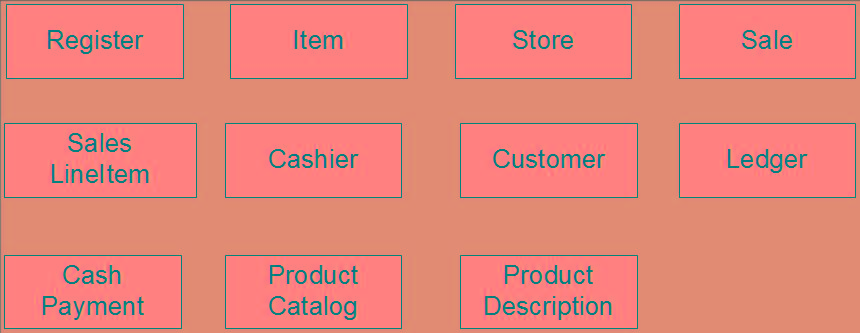 Register
Item
Store
Sale
Sales
LineItem
Cashier
Customer
Ledger
Cash
Payment
Product
Catalog
Product
Description